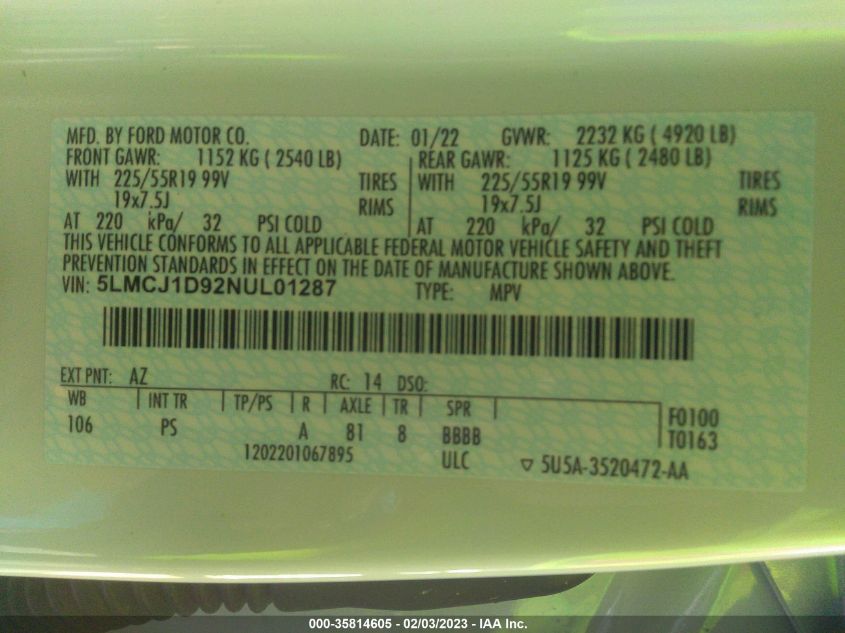 MFD. BY FORD MOTOR CO. DATE: 01/22 GVWR: 2232 KG ( 4920 LB)
FRONT GAWR: 1152 KG ( 2540 LB) REAR GAWR: 1125 KG ( 2480 LB)
WITH 225/55R19 99V TIRES WITH 225/55R19 99V TIRES
19x7.5J RIMS 19x7.5J RIMS
AT 220 kPa/ 32 PSI COLD AT 220 kPa/ 32 PSI COLD
THIS VEHICLE CONFORMS TO ALL APPLICABLE FEDERAL MOTOR VEHICLE SAFETY AND THEFT
PREVENTION STANDARDS IN EFFECT ON THE DATE OF MANUFACTURE SHOWN ABOVE.
VIN: 5LMCJ1D92NUL01287 TYPE: MPV
EXT PNT: AZ RC: 14 DSO:
WB INT TR TP/PS R AXLE TR SPR F0100
106 PS A 81 8 BBBB T0163
1202201067895 ULC ▽ 5U5A-3520472-AA
000-35814605 - 02/03/2023 - IAA Inc.